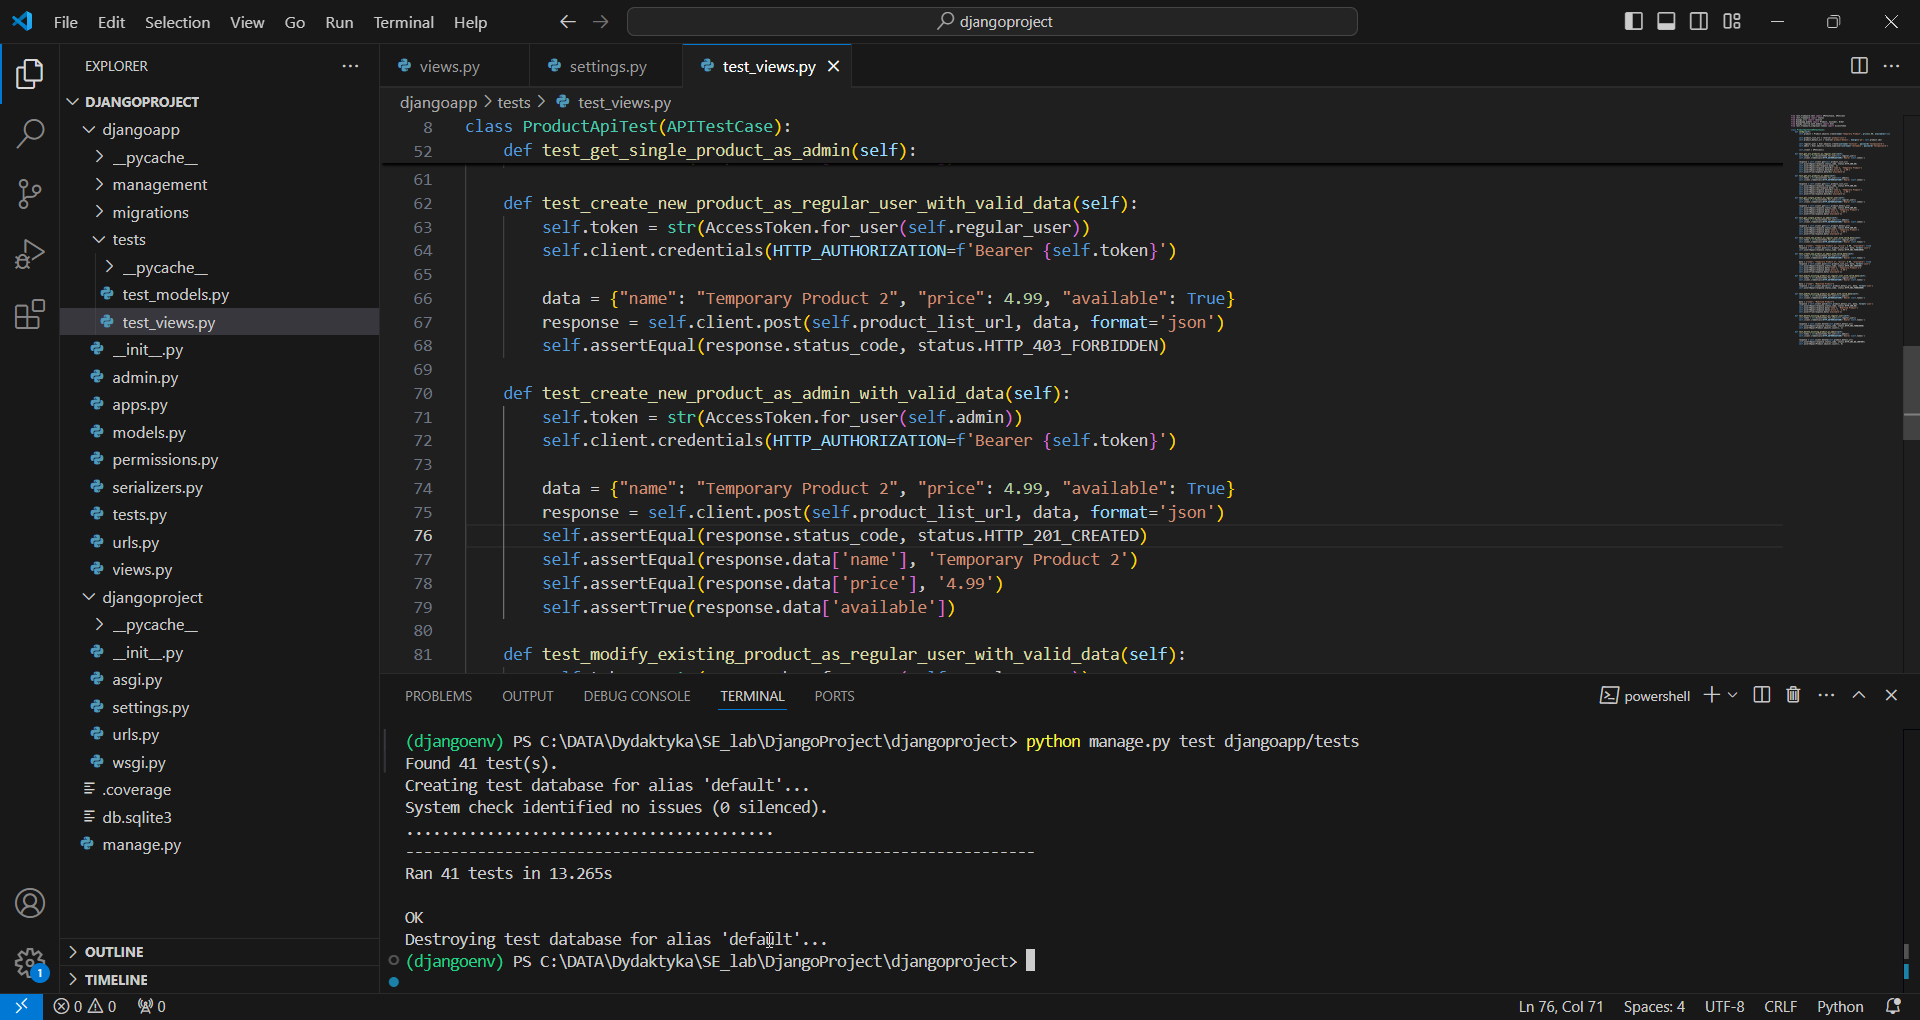 File Edit Selection View Go Run Terminal Help
djangoproject
EXPLORER
DJANGOPROJECT
djangoapp
__pycache__
management
migrations
tests
__pycache__
test_models.py
test_views.py
__init__.py
admin.py
apps.py
models.py
permissions.py
serializers.py
tests.py
urls.py
views.py
djangoproject
__pycache__
__init__.py
asgi.py
settings.py
urls.py
wsgi.py
.coverage
db.sqlite3
manage.py
OUTLINE
TIMELINE
1
views.py settings.py test_views.py
djangoapp > tests > test_views.py
8 class ProductApiTest(APITestCase):
52 def test_get_single_product_as_admin(self):
61
62 def test_create_new_product_as_regular_user_with_valid_data(self):
63 self.token = str(AccessToken.for_user(self.regular_user))
64 self.client.credentials(HTTP_AUTHORIZATION=f'Bearer {self.token}')
65
66 data = {"name": "Temporary Product 2", "price": 4.99, "available": True}
67 response = self.client.post(self.product_list_url, data, format='json')
68 self.assertEqual(response.status_code, status.HTTP_403_FORBIDDEN)
69
70 def test_create_new_product_as_admin_with_valid_data(self):
71 self.token = str(AccessToken.for_user(self.admin))
72 self.client.credentials(HTTP_AUTHORIZATION=f'Bearer {self.token}')
73
74 data = {"name": "Temporary Product 2", "price": 4.99, "available": True}
75 response = self.client.post(self.product_list_url, data, format='json')
76 self.assertEqual(response.status_code, status.HTTP_201_CREATED)
77 self.assertEqual(response.data['name'], 'Temporary Product 2')
78 self.assertEqual(response.data['price'], '4.99')
79 self.assertTrue(response.data['available'])
80
81 def test_modify_existing_product_as_regular_user_with_valid_data(self):
PROBLEMS OUTPUT DEBUG CONSOLE TERMINAL PORTS
powershell
(djangoenv) PS C:\DATA\Dydaktyka\SE_lab\DjangoProject\djangoproject> python manage.py test djangoapp/tests
Found 41 test(s).
Creating test database for alias 'default'...
System check identified no issues (0 silenced).
.........................................
----------------------------------------------------------------------
Ran 41 tests in 13.265s
OK
Destroying test database for alias 'default'...
(djangoenv) PS C:\DATA\Dydaktyka\SE_lab\DjangoProject\djangoproject>
0 0 0
Ln 76, Col 71 Spaces: 4 UTF-8 CRLF Python